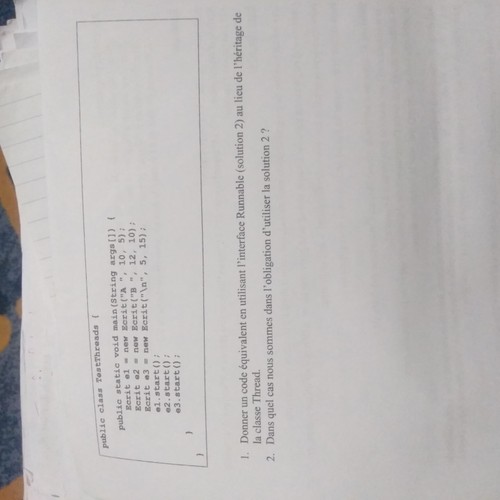 public class TestThreads {
public static void main(String args[]) {
Ecrit e1 = new Ecrit("A ", 10, 5);
Ecrit e2 = new Ecrit("B ", 12, 10);
Ecrit e3 = new Ecrit("\n", 5, 15);
e1.start();
e2.start();
e3.start();
}
}
1. Donner un code équivalent en utilisant l'interface Runnable (solution 2) au lieu de l'héritage de
la classe Thread.
2. Dans quel cas nous sommes dans l'obligation d'utiliser la solution 2 ?